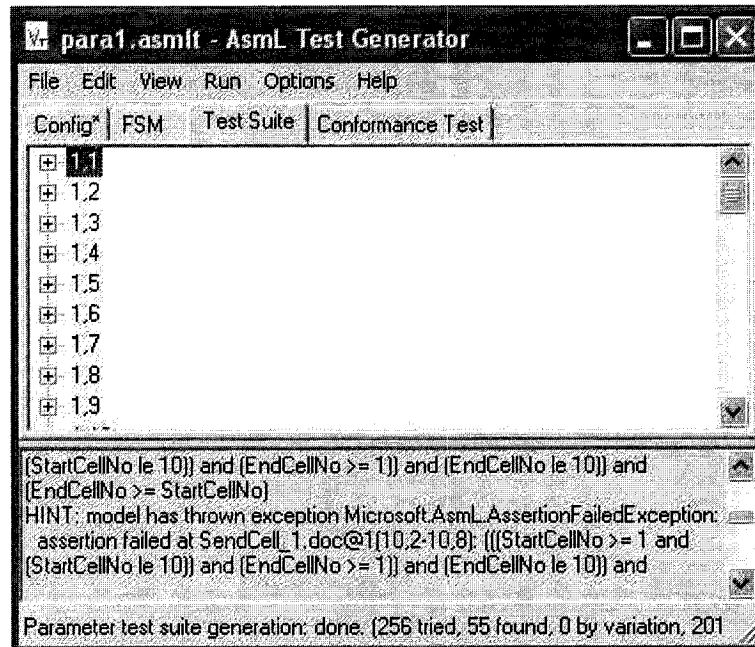 para1.asmlt - AsmL Test Generator
File Edit View Run Options Help
Config* FSM Test Suite Conformance Test
1,1
1,2
1,3
1,4
1,5
1,6
1,7
1,8
1,9
(StartCellNo le 10)) and (EndCellNo >= 1)) and (EndCellNo le 10)) and
(EndCellNo >= StartCellNo)
HINT: model has thrown exception Microsoft.AsmL.AssertionFailedException:
assertion failed at SendCell_1.doc@1(10,2-10,8): (((StartCellNo >= 1 and
(StartCellNo le 10)) and (EndCellNo >= 1)) and (EndCellNo le 10)) and
Parameter test suite generation: done. (256 tried, 55 found, 0 by variation, 201